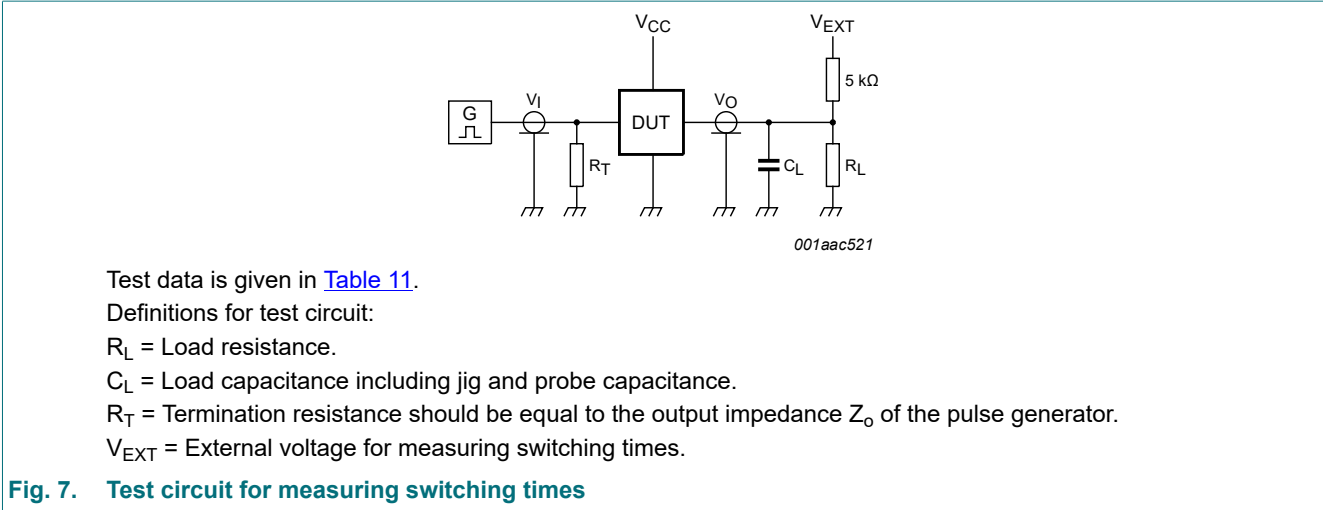 VCC VEXT
5 kΩ
G VI DUT VO
RT CL RL
001aac521
Test data is given in Table 11.
Definitions for test circuit:
RL = Load resistance.
CL = Load capacitance including jig and probe capacitance.
RT = Termination resistance should be equal to the output impedance Zo of the pulse generator.
VEXT = External voltage for measuring switching times.
Fig. 7. Test circuit for measuring switching times